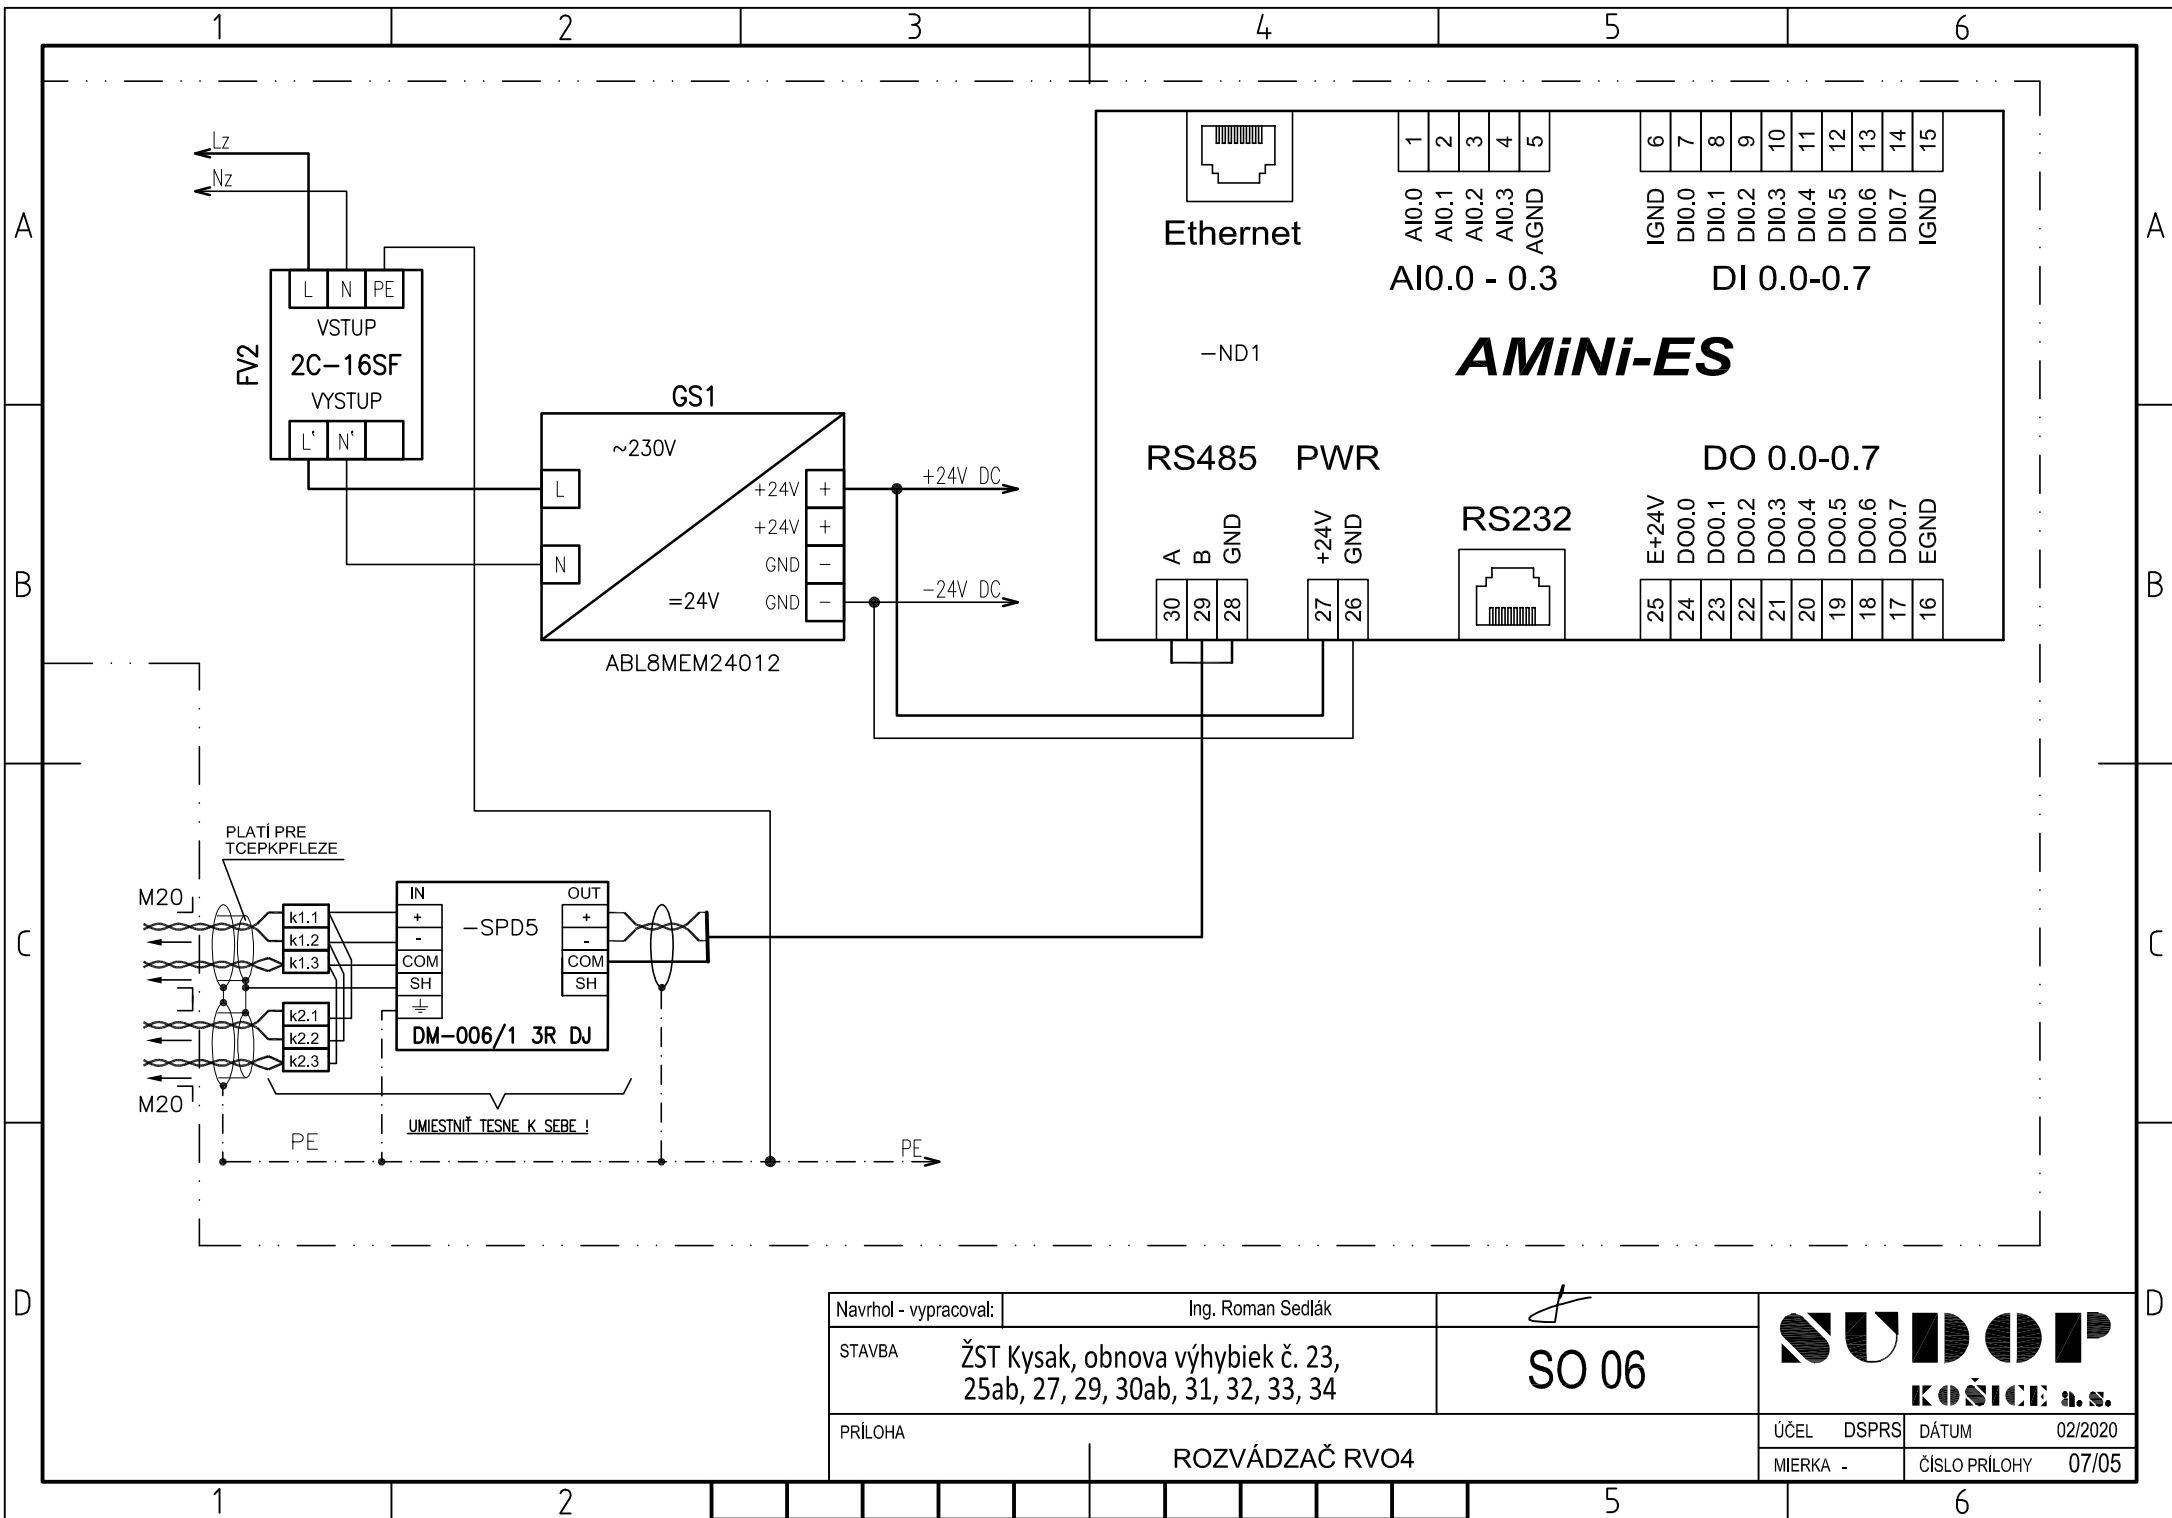 1 2 3 4 5 6
A
A
B
B
C
C
D
D
Lz
Nz
L N PE
VSTUP
FV2
2C-16SF
VYSTUP
L' N'
GS1
~230V
L
N
+24V +
+24V +
GND -
GND -
=24V
ABL8MEM24012
+24V DC
-24V DC
Ethernet
1 2 3 4 5
AI0.0 AI0.1 AI0.2 AI0.3 AGND
AI0.0 - 0.3
6 7 8 9 10 11 12 13 14 15
IGND DI0.0 DI0.1 DI0.2 DI0.3 DI0.4 DI0.5 DI0.6 DI0.7 IGND
DI 0.0-0.7
-ND1
AMiNi-ES
RS485
PWR
DO 0.0-0.7
RS232
A B GND
+24V GND
E+24V DO0.0 DO0.1 DO0.2 DO0.3 DO0.4 DO0.5 DO0.6 DO0.7 EGND
30 29 28
27 26
25 24 23 22 21 20 19 18 17 16
PLATÍ PRE
TCEPKPFLEZE
M20
k1.1
k1.2
k1.3
k2.1
k2.2
k2.3
M20
IN OUT
+ +
- -
COM COM
SH SH
-SPD5
DM-006/1 3R DJ
UMIESTNIŤ TESNE K SEBE !
PE
PE
Navrhol - vypracoval: Ing. Roman Sedlák
STAVBA
ŽST Kysak, obnova výhybiek č. 23,
25ab, 27, 29, 30ab, 31, 32, 33, 34
SO 06
SUDOP
KOŠICE a.s.
PRÍLOHA
ROZVÁDZAČ RVO4
ÚČEL DSPRS DÁTUM 02/2020
MIERKA - ČÍSLO PRÍLOHY 07/05
1 2 5 6